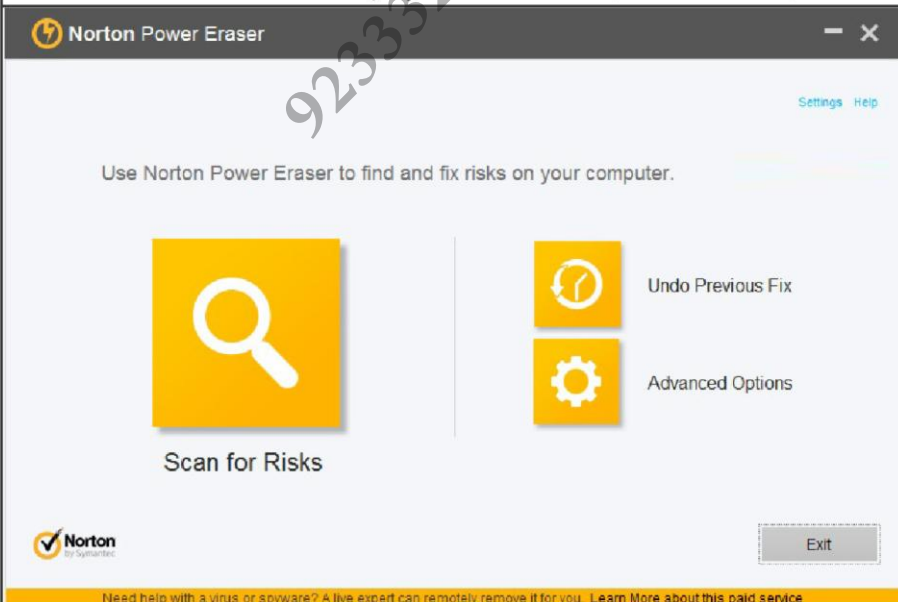 Norton Power Eraser
Settings Help
Use Norton Power Eraser to find and fix risks on your computer.
Undo Previous Fix
Advanced Options
Scan for Risks
Norton
by Symantec
Exit
Need help with a virus or spyware? A live expert can remotely remove it for you. Learn More about this paid service